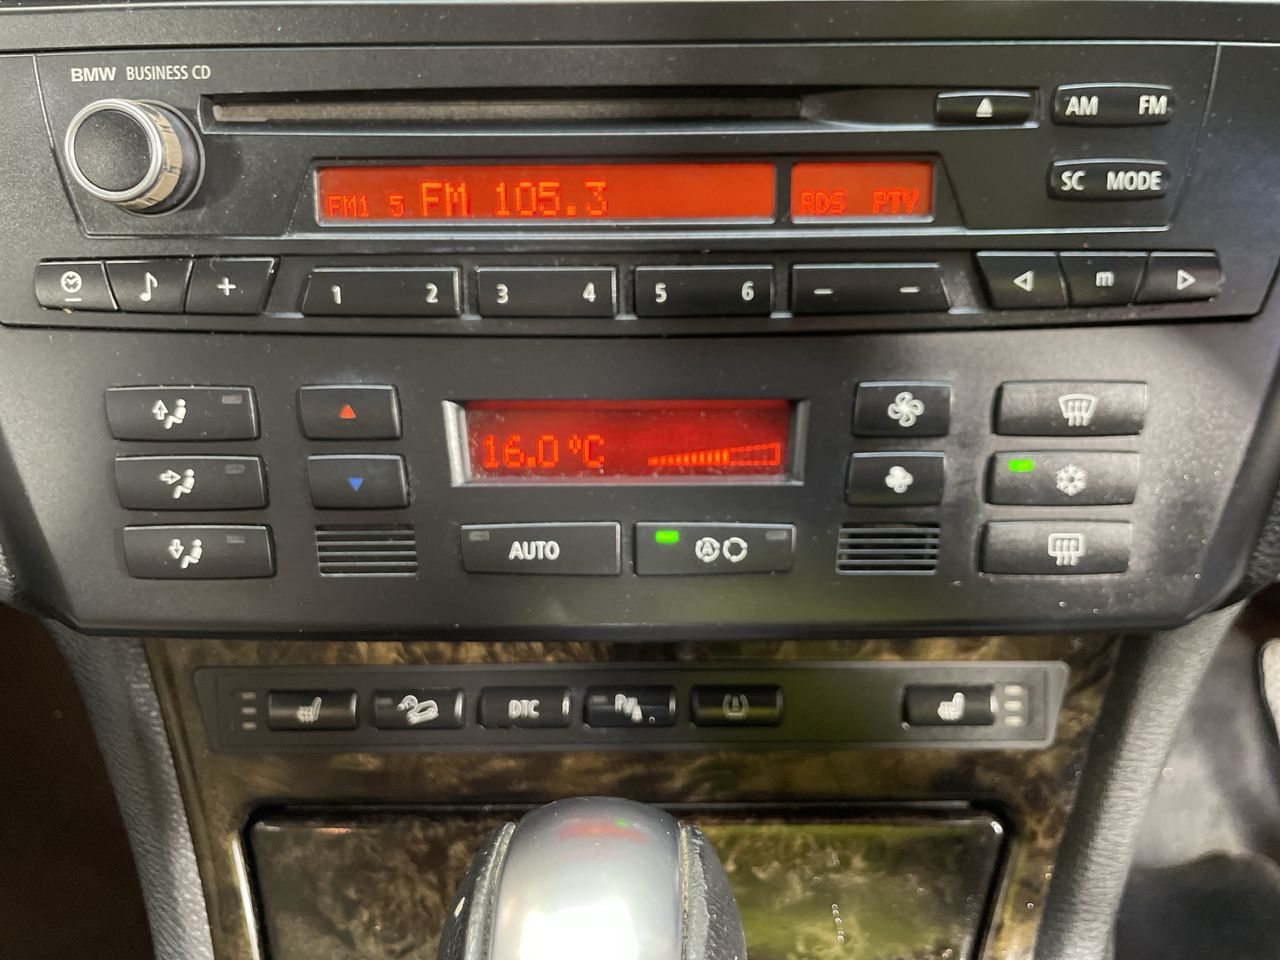 BMW BUSINESS CD
AM FM
FM1 5 FM 105.3
RDS PTY
SC MODE
1 2 3 4 5 6 m
16.0 °C
AUTO A
DTC P